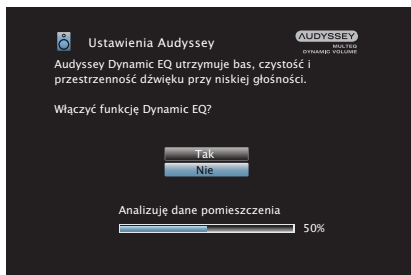 Ustawienia Audyssey
AUDYSSEY
MULTEQ
DYNAMIC VOLUME
Audyssey Dynamic EQ utrzymuje bas, czystość i
przestrzenność dźwięku przy niskiej głośności.
Włączyć funkcję Dynamic EQ?
Tak
Nie
Analizuję dane pomieszczenia
50%